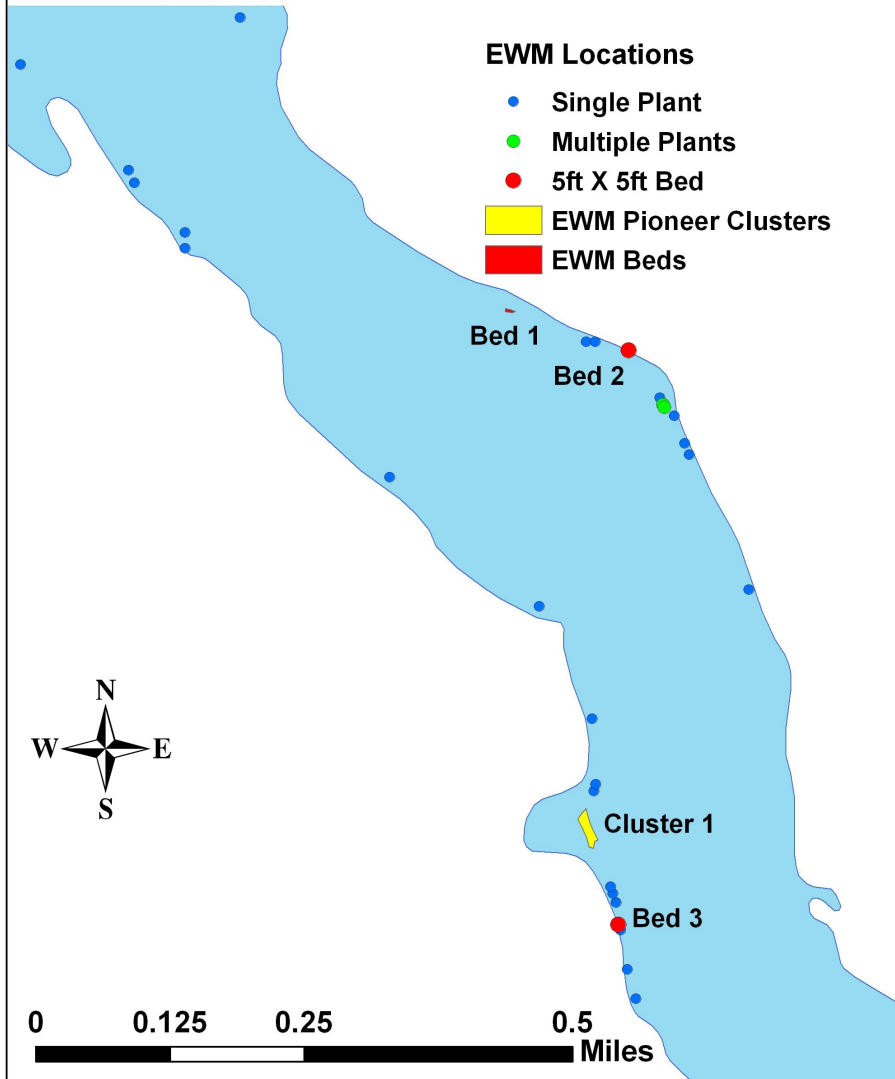 EWM Locations
Single Plant
Multiple Plants
5ft X 5ft Bed
EWM Pioneer Clusters
EWM Beds
Bed 1
Bed 2
N
W E
S
Cluster 1
Bed 3
0 0.125 0.25 0.5
Miles